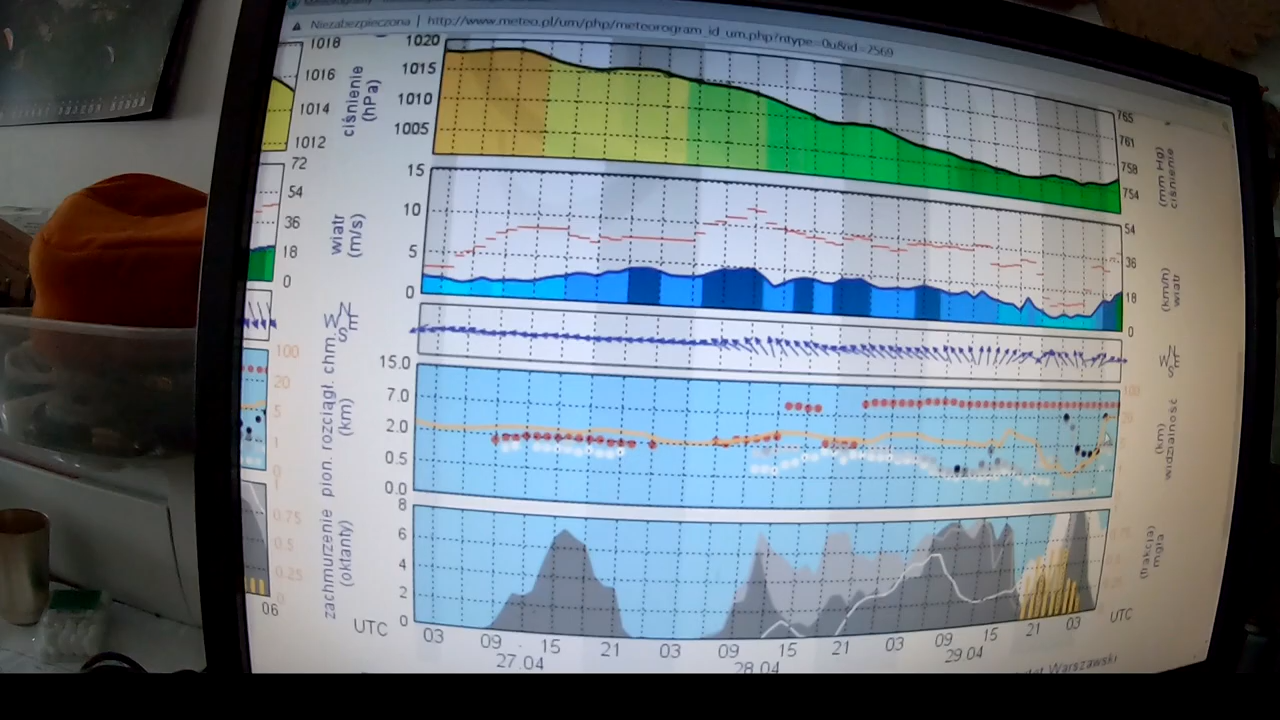 Niezabezpieczona | http://www.meteo.pl/um/php/meteorogram_id_um.php?ntype=0u&id=2569
1018
1016
1014
1012
72
54
36
18
0
100
20
5
1
0
0.75
0.5
0.25
06
ciśnienie
(hPa)
1020
1015
1010
1005
765
761
758
754
(mm Hg)
ciśnienie
wiatr
(m/s)
15
10
5
0
54
36
18
0
(km/h)
wiatr
N
W E
S
N
W E
S
pion. rozciągł. chm.
(km)
15.0
7.0
2.0
0.5
0.0
100
(km)
widzialność
zachmurzenie
(oktanty)
8
6
4
2
0
(frakcja)
mgła
UTC
03 09 15 21 03 09 15 21 03 09 15 21 03
UTC
27.04
28.04
29.04
Warszawski